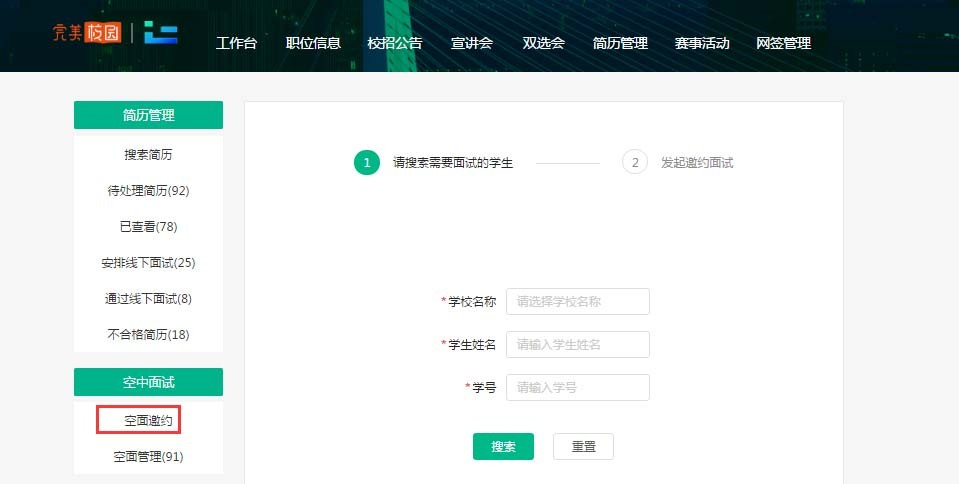 完美校园
工作台 职位信息 校招公告 宣讲会 双选会 简历管理 赛事活动 网签管理
简历管理
搜索简历
待处理简历(92)
已查看(78)
安排线下面试(25)
通过线下面试(8)
不合格简历(18)
空中面试
空面邀约
空面管理(91)
1 请搜索需要面试的学生 2 发起邀约面试
*学校名称 请选择学校名称
*学生姓名 请输入学生姓名
*学号 请输入学号
搜索 重置